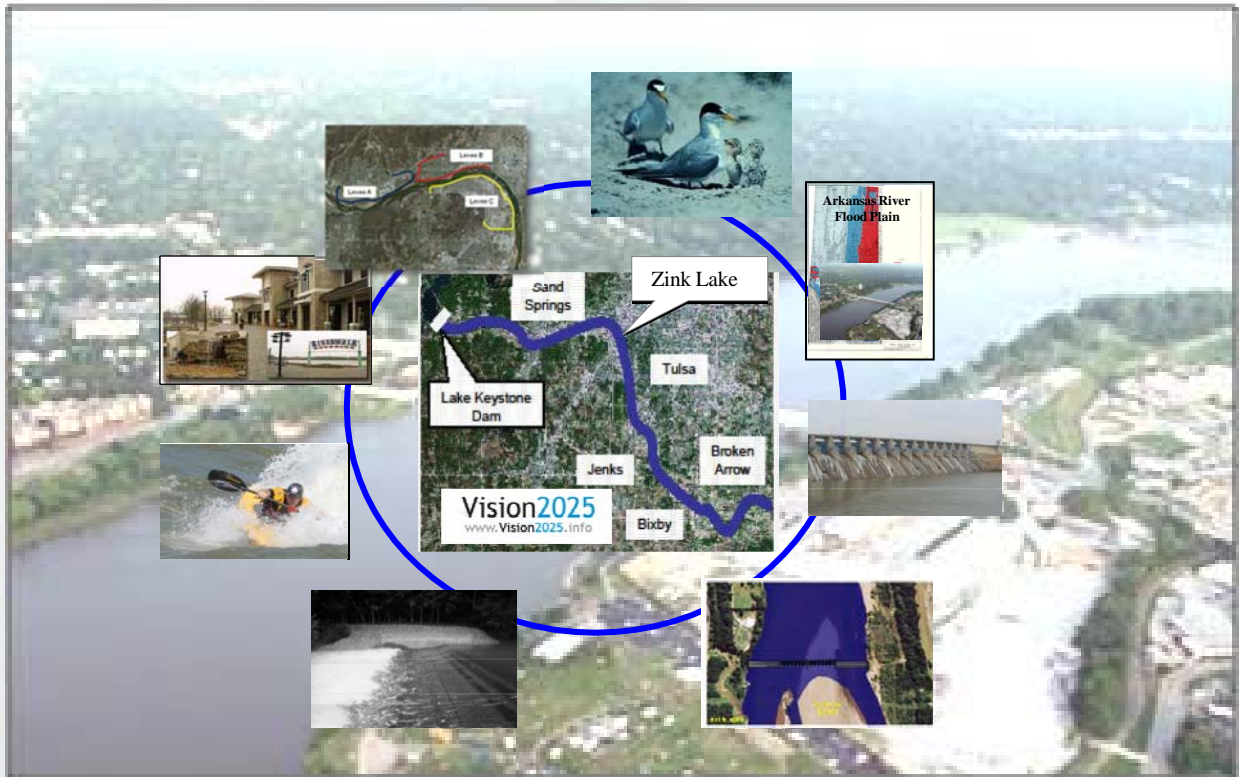 Levee B
Levee A
Levee C
Arkansas River
Flood Plain
RIVERWALK
Zink Lake
Sand
Springs
Tulsa
Lake Keystone
Dam
Broken
Arrow
Jenks
Vision2025
www.Vision2025.info
Bixby